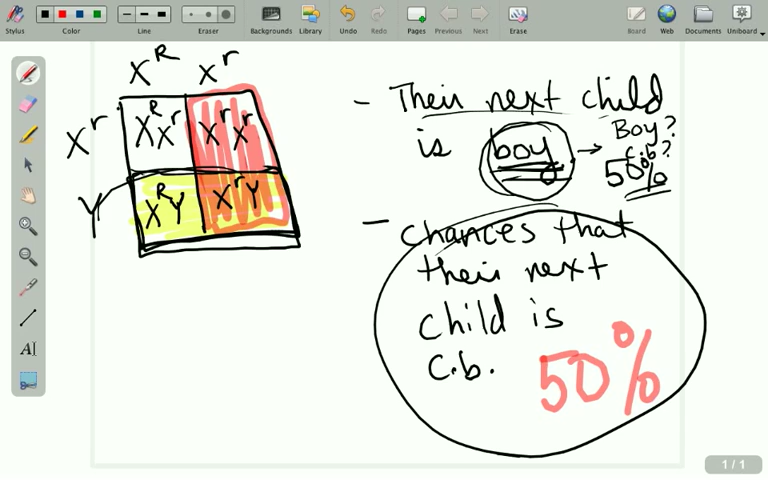 Stylus
Color
Line
Eraser
Backgrounds
Library
Undo
Redo
Pages
Previous
Next
Erase
Board
Web
Documents
Uniboard
X^R X^r
X^r X^R X^r X^r X^r
Y X^R Y X^r Y
- Their next child
is boy → Boy?
c.b?
50%
- chances that
their next
child is
c.b. 50%
AI
1 / 1